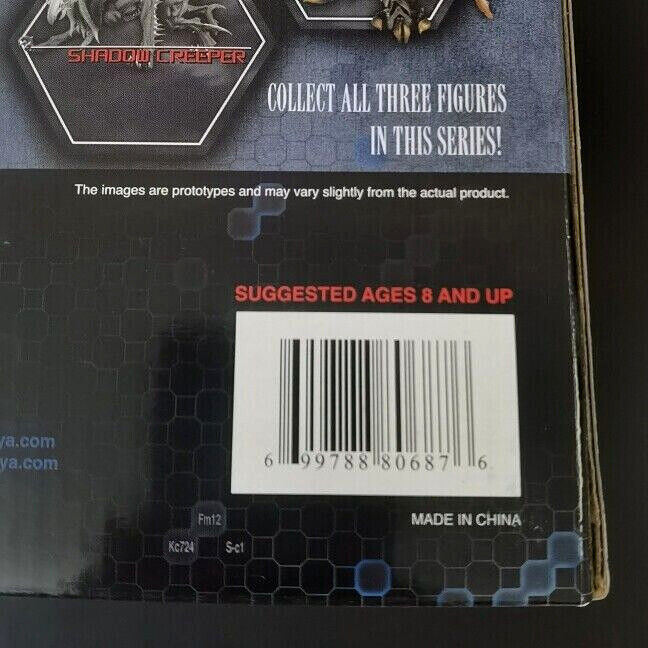 SHADOW CREEPER
COLLECT ALL THREE FIGURES
IN THIS SERIES!
The images are prototypes and may vary slightly from the actual product.
SUGGESTED AGES 8 AND UP
6 99788 80687 6
ya.com
ya.com
MADE IN CHINA
Fm12
Kc724 S-c1